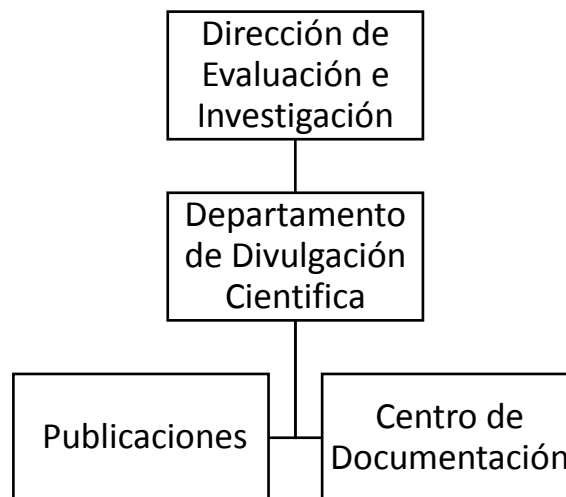 Dirección de
Evaluación e
Investigación
Departamento
de Divulgación
Cientifica
Publicaciones
Centro de
Documentación